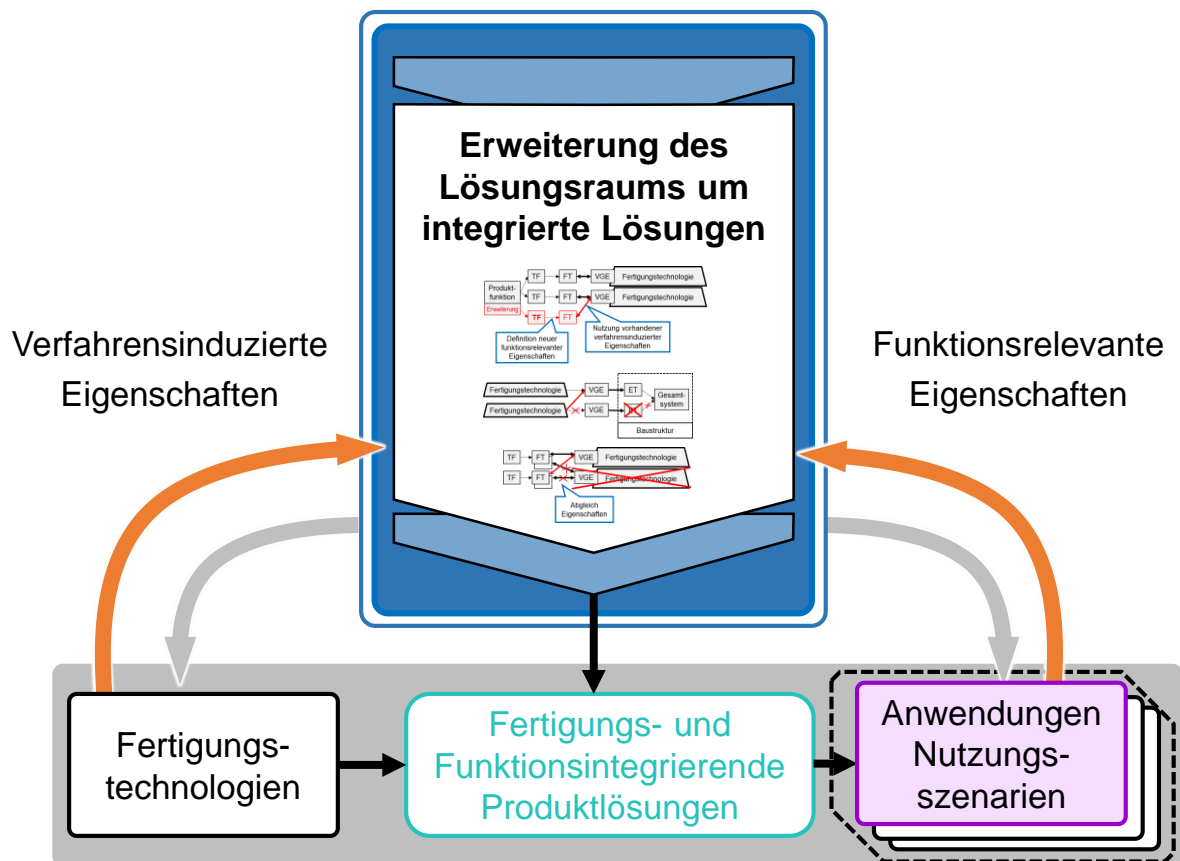 Erweiterung des
Lösungsraums um
integrierte Lösungen
TF FT VGE Fertigungstechnologie
Produkt-
funktion
TF FT VGE Fertigungstechnologie
Erweiterung
TF FT
Definition neuer
funktionsrelevanter
Eigenschaften
Nutzung vorhandener
verfahrensinduzierter
Eigenschaften
Fertigungstechnologie VGE ET
Gesamt-
system
Fertigungstechnologie VGE
Baustruktur
TF FT VGE Fertigungstechnologie
TF FT VGE Fertigungstechnologie
Abgleich
Eigenschaften
Verfahrensinduzierte
Eigenschaften
Funktionsrelevante
Eigenschaften
Fertigungs-
technologien
Fertigungs- und
Funktionsintegrierende
Produktlösungen
Anwendungen
Nutzungs-
szenarien